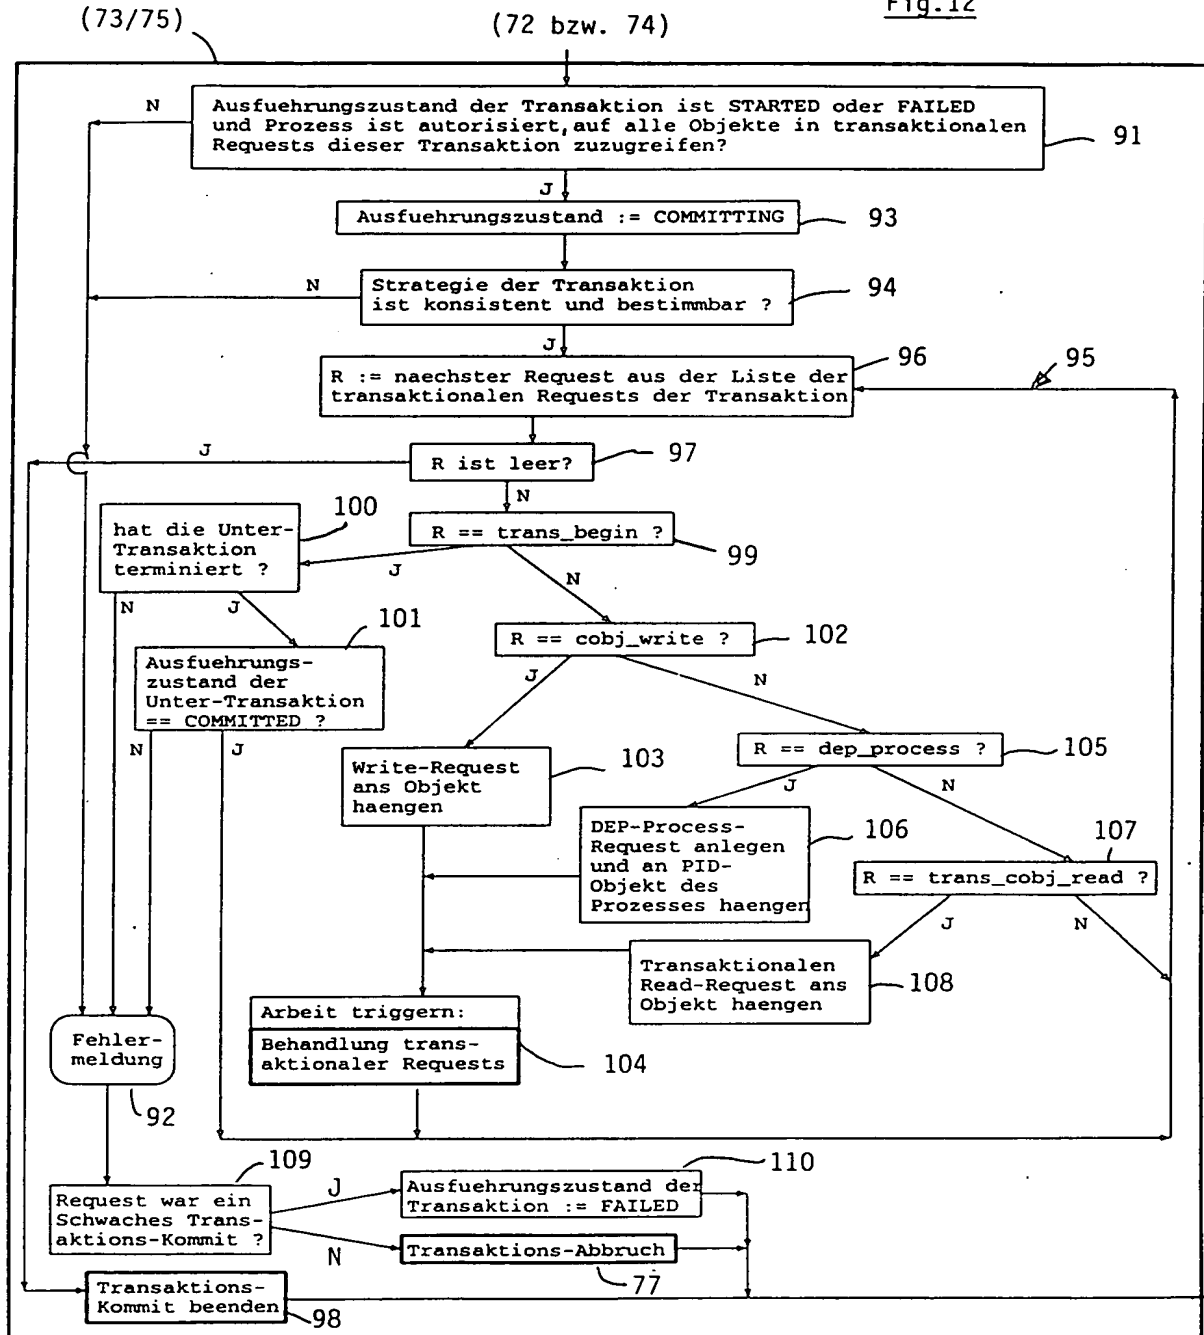 (73/75)
(72 bzw. 74)
Fig.12
N
Ausfuehrungszustand der Transaktion ist STARTED oder FAILED
und Prozess ist autorisiert, auf alle Objekte in transaktionalen
Requests dieser Transaktion zuzugreifen?
91
J
Ausfuehrungszustand := COMMITTING
93
N
Strategie der Transaktion
ist konsistent und bestimmbar ?
94
J
R := naechster Request aus der Liste der
transaktionalen Requests der Transaktion
96
95
J
R ist leer?
97
N
100
hat die Unter-
Transaktion
terminiert ?
R == trans_begin ?
99
J
N
N
J
101
R == cobj_write ?
102
Ausfuehrungs-
zustand der
Unter-Transaktion
== COMMITTED ?
J
N
N
J
R == dep_process ?
105
Write-Request
ans Objekt
haengen
103
J
N
DEP-Process-
Request anlegen
und an PID-
Objekt des
Prozesses haengen
106
107
R == trans_cobj_read ?
J
N
Transaktionalen
Read-Request ans
Objekt haengen
108
Arbeit triggern:
Behandlung trans-
aktionaler Requests
104
Fehler-
meldung
92
109
110
Request war ein
Schwaches Trans-
aktions-Kommit ?
J
Ausfuehrungszustand der
Transaktion := FAILED
N
Transaktions-Abbruch
77
Transaktions-
Kommit beenden
98